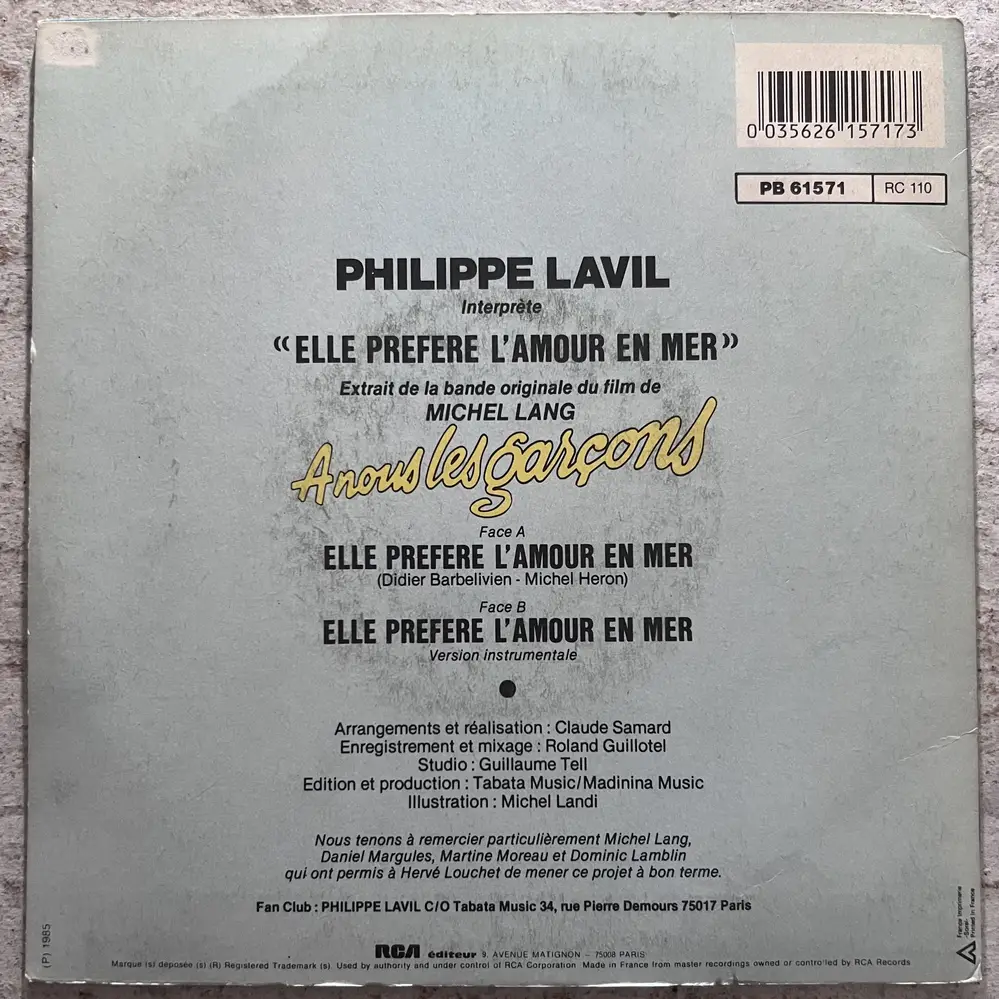 0 035626 157173
PB 61571 RC 110
PHILIPPE LAVIL
Interprète
«ELLE PREFERE L'AMOUR EN MER»
Extrait de la bande originale du film de
MICHEL LANG
A nous les garçons
Face A
ELLE PREFERE L'AMOUR EN MER
(Didier Barbelivien - Michel Heron)
Face B
ELLE PREFERE L'AMOUR EN MER
Version instrumentale
Arrangements et réalisation : Claude Samard
Enregistrement et mixage : Roland Guillotel
Studio : Guillaume Tell
Edition et production : Tabata Music/Madinina Music
Illustration : Michel Landi
Nous tenons à remercier particulièrement Michel Lang,
Daniel Margules, Martine Moreau et Dominic Lamblin
qui ont permis à Hervé Louchet de mener ce projet à bon terme.
Fan Club : PHILIPPE LAVIL C/O Tabata Music 34, rue Pierre Demours 75017 Paris
RCA éditeur 9, AVENUE MATIGNON – 75008 PARIS
Marque (s) déposée (s) (R) Registered Trademark (s). Used by authority and under control of RCA Corporation Made in France from master recordings owned or controlled by RCA Records
(P) 1985
France Imprimerie
Printed in France